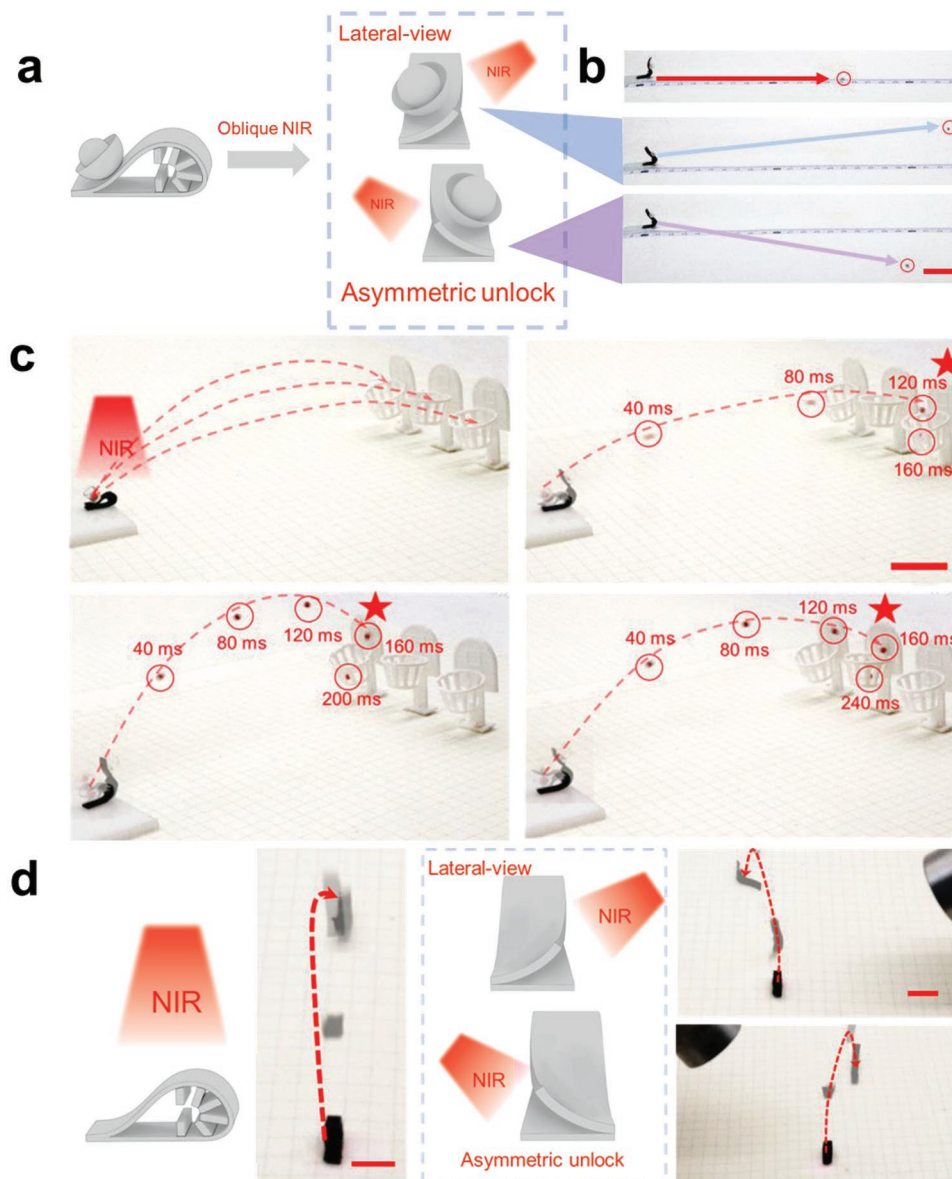 a
Oblique NIR
Lateral-view
NIR
NIR
Asymmetric unlock
b
c
NIR
40 ms
80 ms
120 ms
160 ms
40 ms
80 ms
120 ms
160 ms
200 ms
40 ms
80 ms
120 ms
160 ms
240 ms
d
NIR
Lateral-view
NIR
NIR
Asymmetric unlock